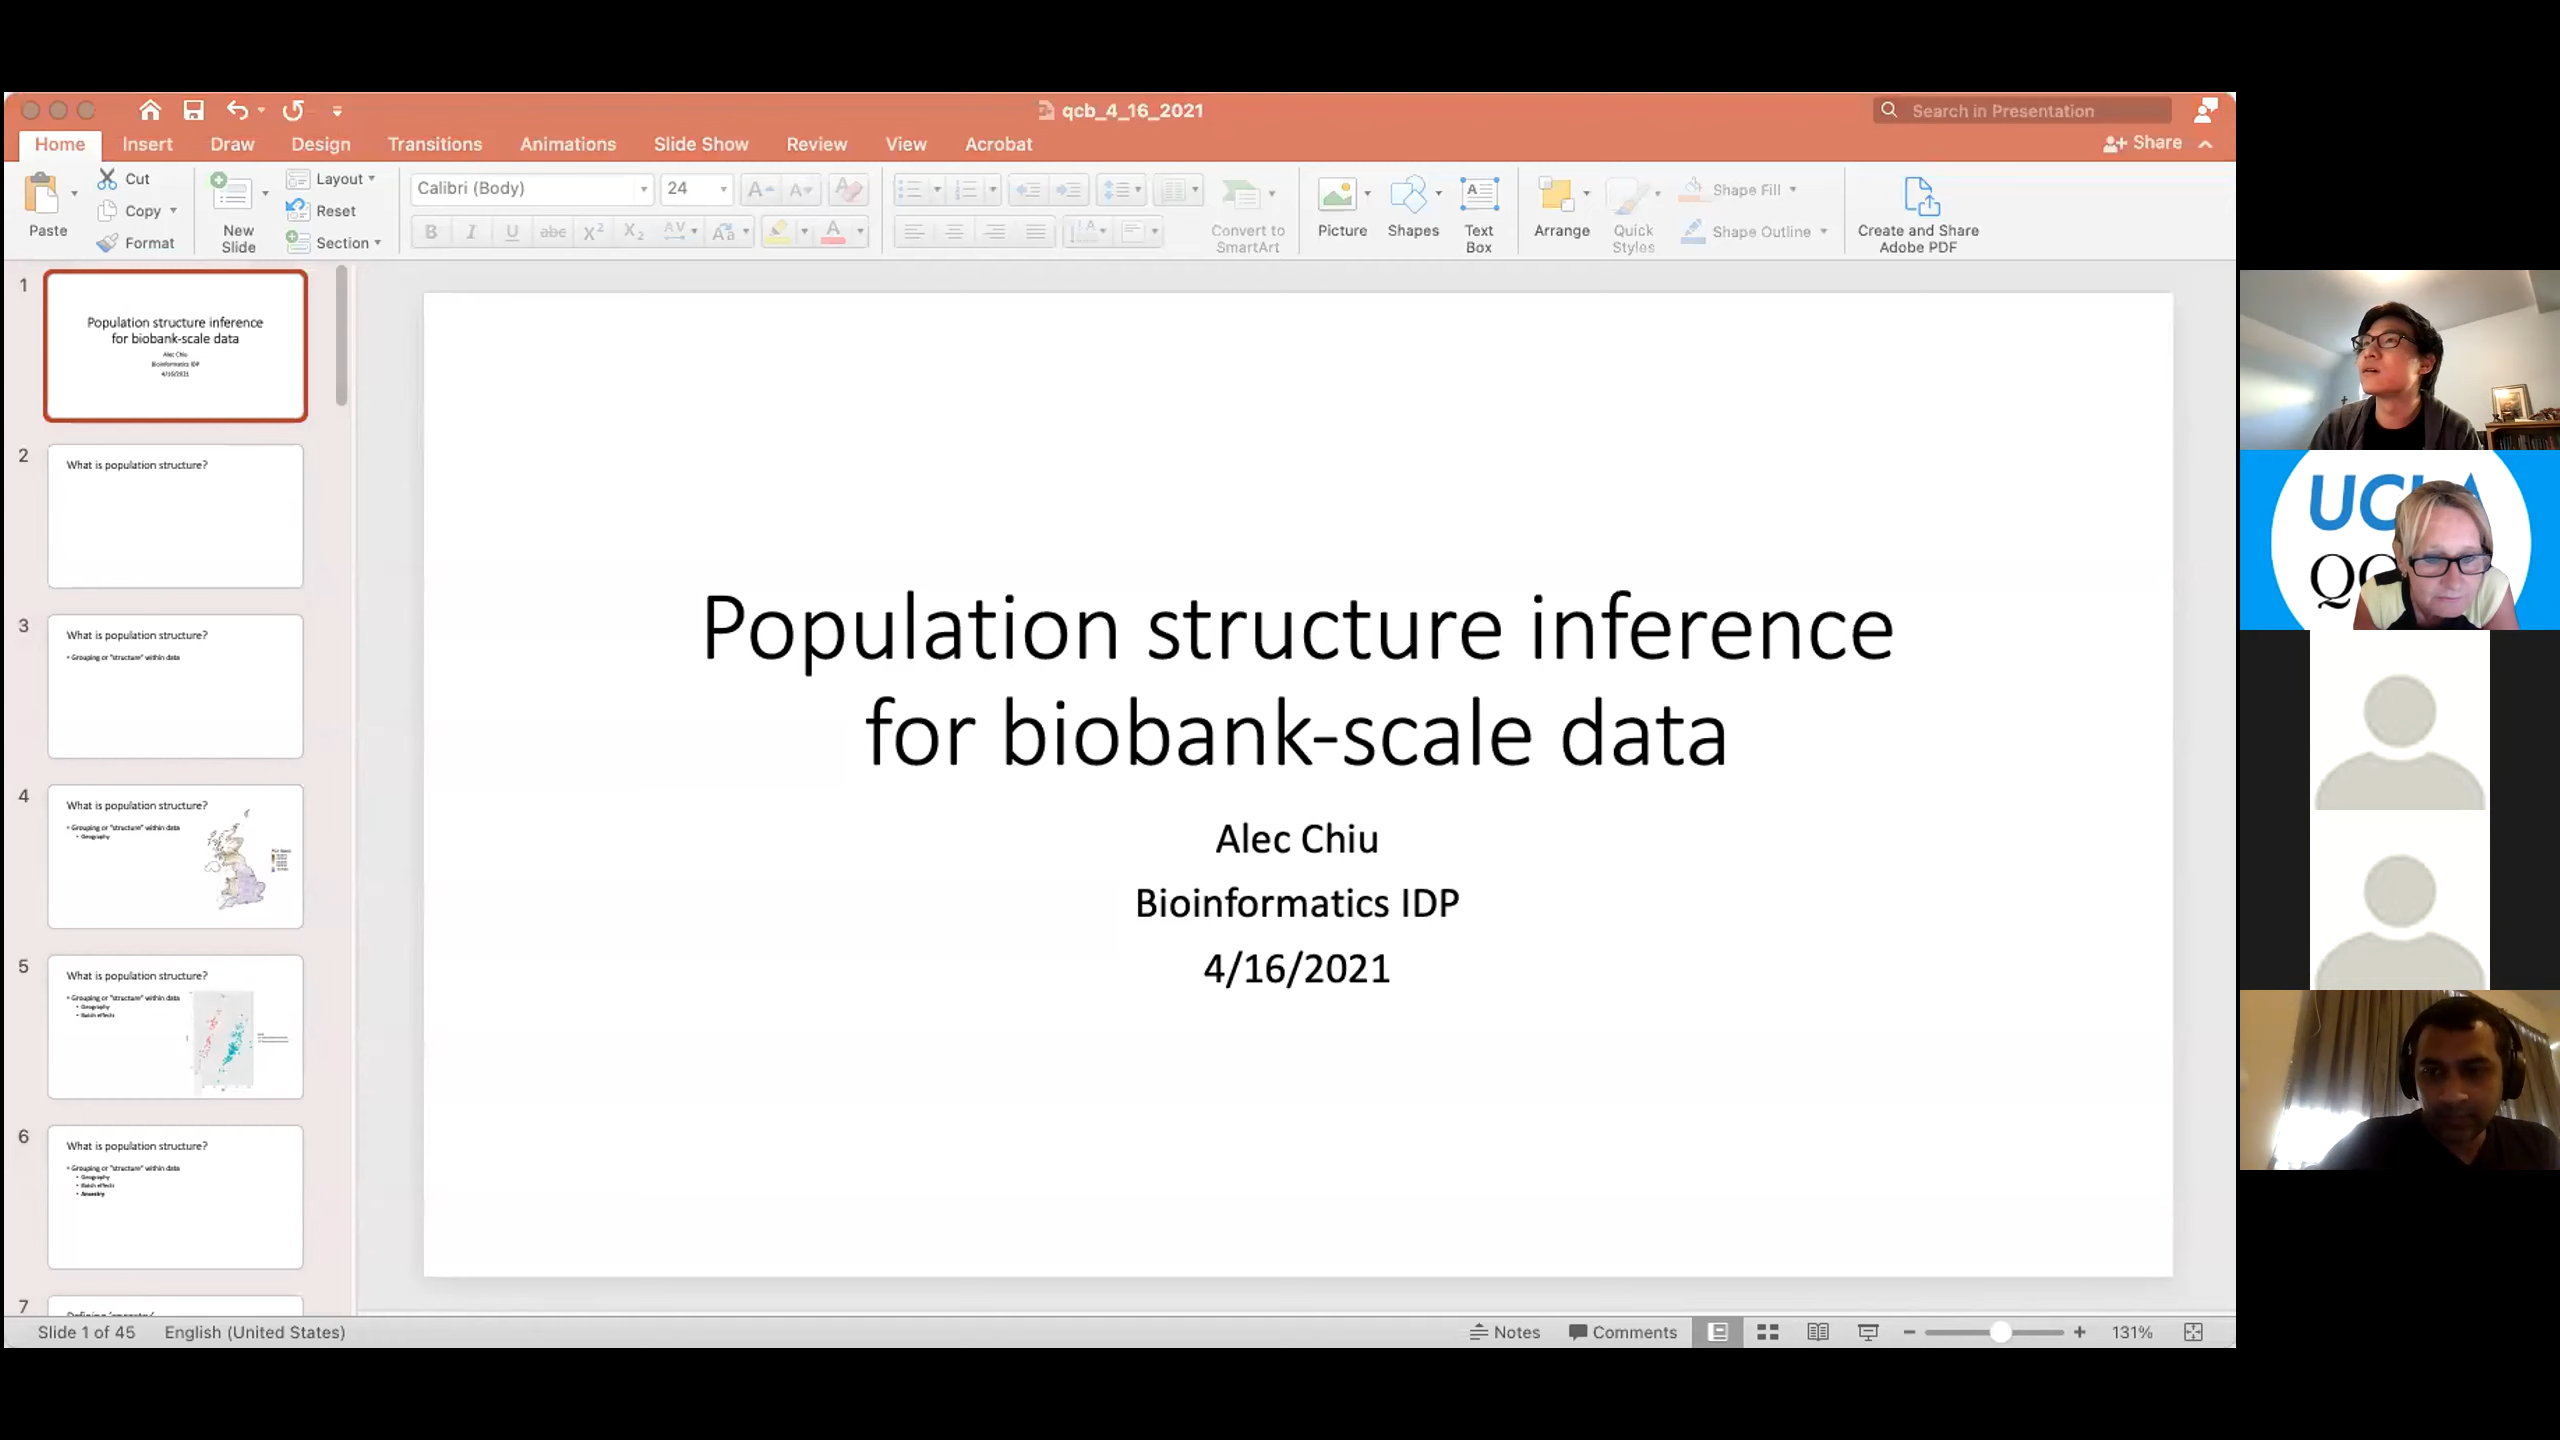 qcb_4_16_2021
Search in Presentation
Home Insert Draw Design Transitions Animations Slide Show Review View Acrobat
Share
Paste
Cut
Copy
Format
New
Slide
Layout
Reset
Section
Calibri (Body) 24
Convert to
SmartArt
Picture
Shapes
Text
Box
Arrange
Quick
Styles
Shape Fill
Shape Outline
Create and Share
Adobe PDF
1
Population structure inference
for biobank-scale data
Alec Chiu
Bioinformatics IDP
4/16/2021
2
What is population structure?
3
What is population structure?
• Grouping or "structure" within data
4
What is population structure?
• Grouping or "structure" within data
• Geography
5
What is population structure?
• Grouping or "structure" within data
• Geography
• Batch effects
6
What is population structure?
• Grouping or "structure" within data
• Geography
• Batch effects
• Ancestry
7
Population structure inference
for biobank-scale data
Alec Chiu
Bioinformatics IDP
4/16/2021
Slide 1 of 45 English (United States)
Notes Comments 131%